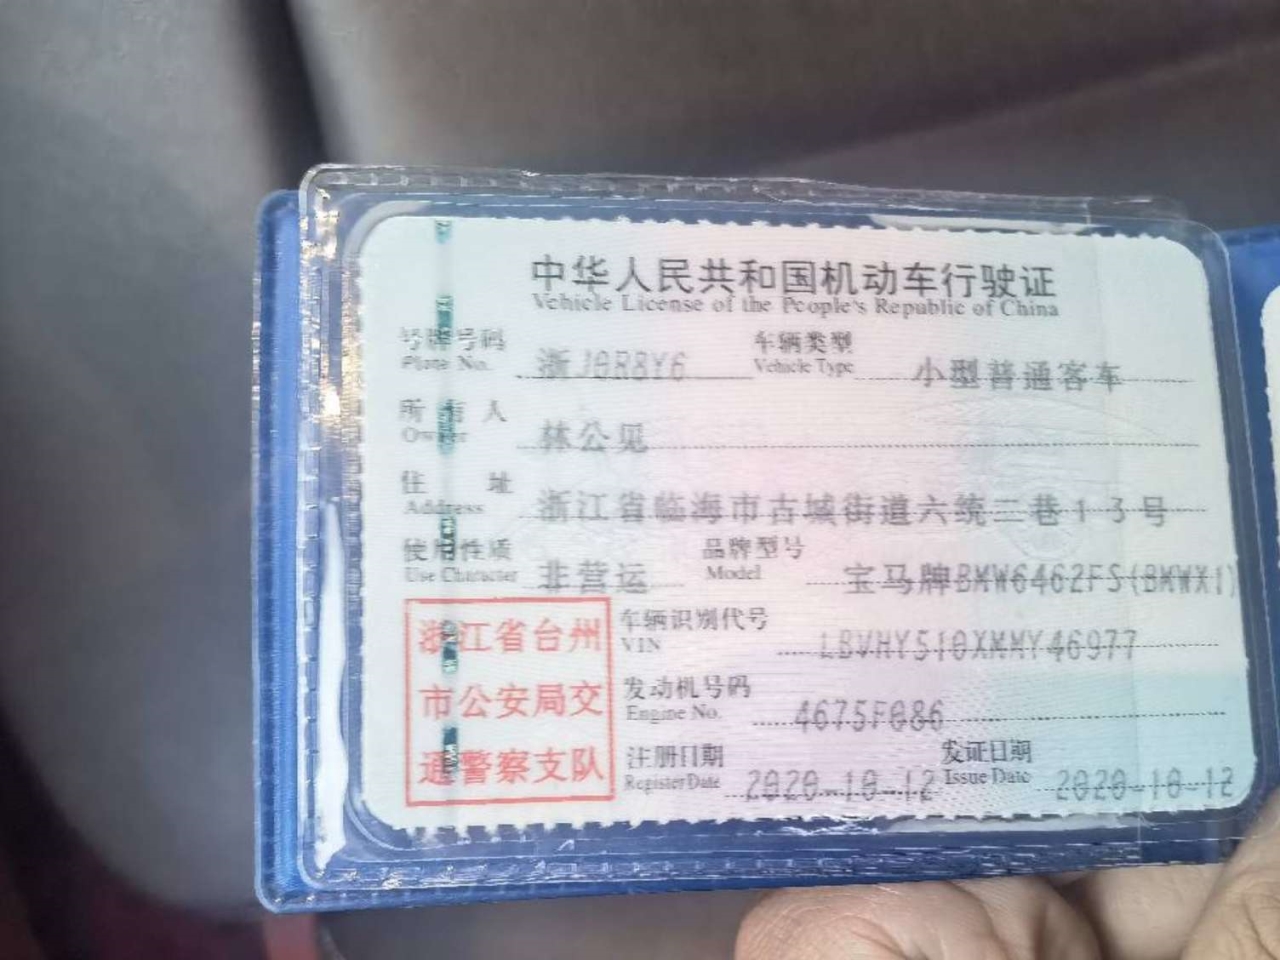 中华人民共和国机动车行驶证
Vehicle License of the People's Republic of China
号牌号码 浙J0R8Y6 车辆类型 小型普通客车
Plate No. Vehicle Type
所有人 林公见
Owner
住址 浙江省临海市古城街道六统二巷13号
Address
使用性质 非营运 品牌型号 宝马牌BMW6462FS(BMWX1)
Use Character Model
浙江省台州
市公安局交
通警察支队
车辆识别代号 LBVHY510XMMY46977
VIN
发动机号码 4675F086
Engine No.
注册日期 2020-10-12 发证日期 2020-10-12
Register Date Issue Date